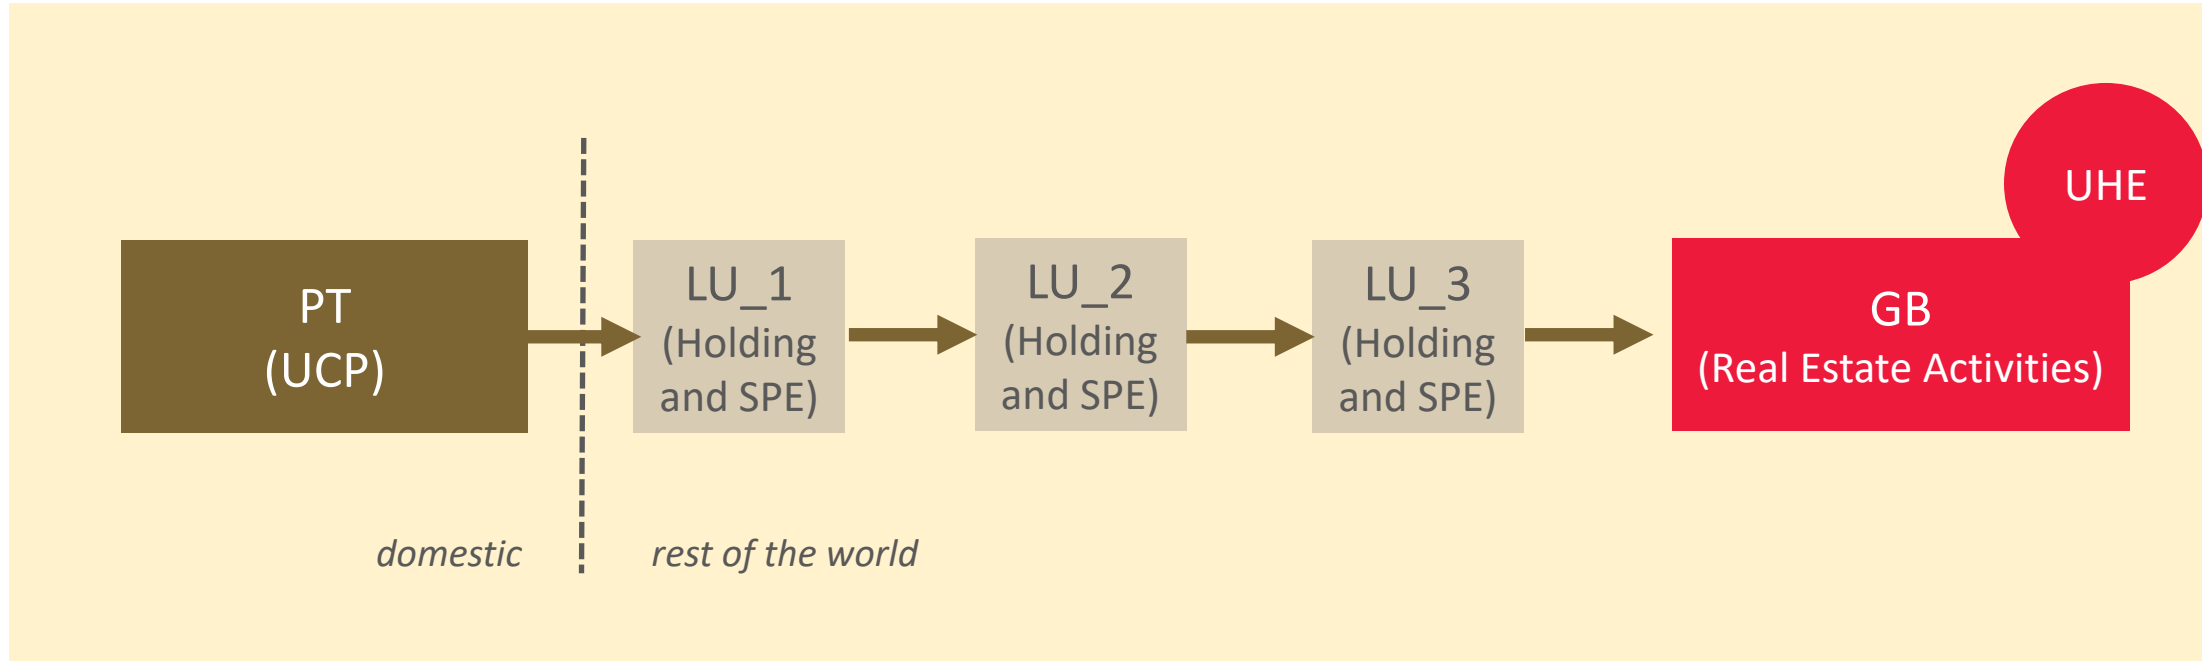 UHE
PT
(UCP)
LU_1
(Holding
and SPE)
LU_2
(Holding
and SPE)
LU_3
(Holding
and SPE)
GB
(Real Estate Activities)
domestic
rest of the world